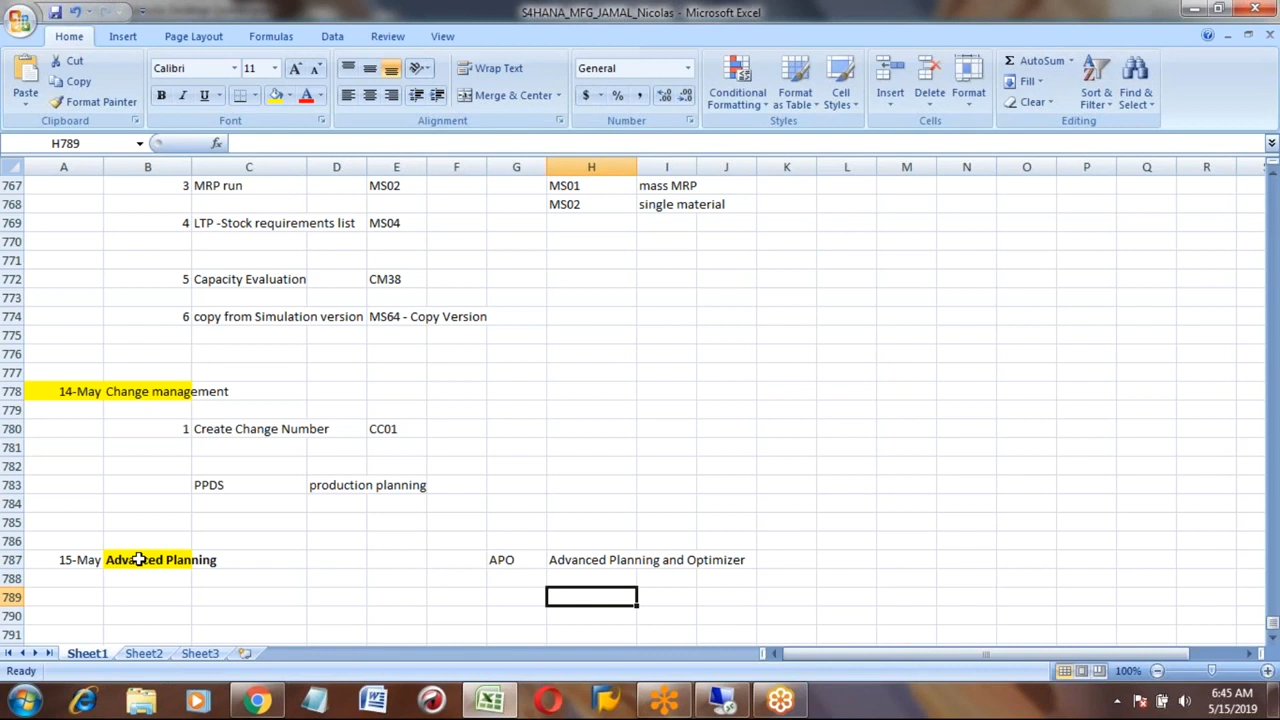 S4HANA_MFG_JAMAL_Nicolas - Microsoft Excel
Home Insert Page Layout Formulas Data Review View
Paste Cut Copy Format Painter Clipboard
Calibri 11 B I U A A A Font
Wrap Text Merge & Center Alignment
General $ % , Number
Conditional Formatting Format as Table Cell Styles Styles
Insert Delete Format Cells
AutoSum Fill Clear Sort & Filter Find & Select Editing
H789 fx
A B C D E F G H I J K L M N O P Q R
767 3 MRP run MS02 MS01 mass MRP
768 MS02 single material
769 4 LTP -Stock requirements list MS04
770
771
772 5 Capacity Evaluation CM38
773
774 6 copy from Simulation version MS64 - Copy Version
775
776
777
778 14-May Change management
779
780 1 Create Change Number CC01
781
782
783 PPDS production planning
784
785
786
787 15-May Advanced Planning APO Advanced Planning and Optimizer
788
789
790
791
Sheet1 Sheet2 Sheet3
Ready 100%
6:45 AM
5/15/2019